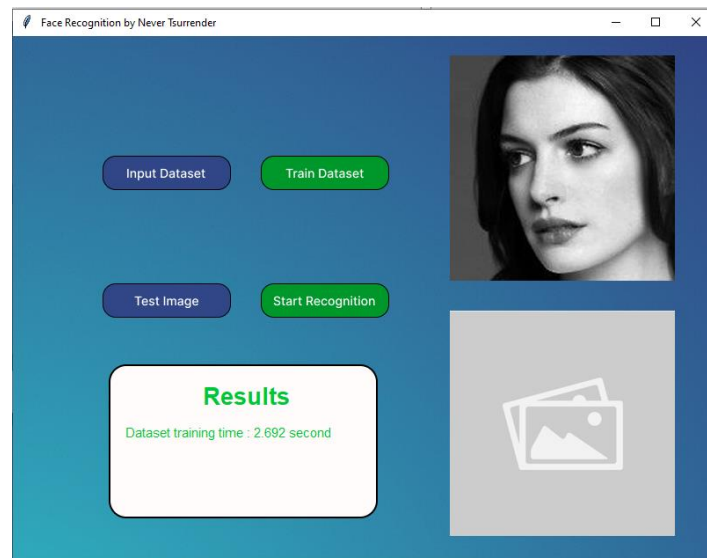 Face Recognition by Never Tsurrender
Input Dataset
Train Dataset
Test Image
Start Recognition
Results
Dataset training time : 2.692 second